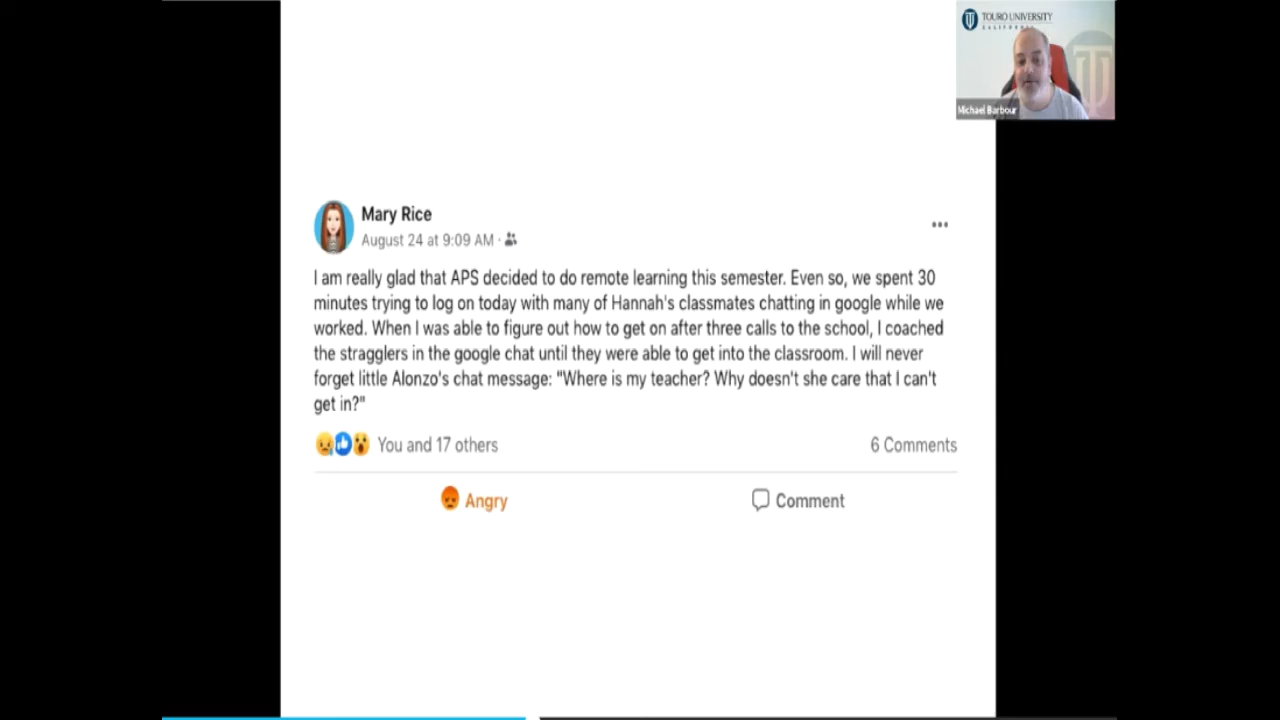 TOURO UNIVERSITY
CALIFORNIA
Michael Barbour
Mary Rice
August 24 at 9:09 AM ·
I am really glad that APS decided to do remote learning this semester. Even so, we spent 30
minutes trying to log on today with many of Hannah's classmates chatting in google while we
worked. When I was able to figure out how to get on after three calls to the school, I coached
the stragglers in the google chat until they were able to get into the classroom. I will never
forget little Alonzo's chat message: "Where is my teacher? Why doesn't she care that I can't
get in?"
You and 17 others
6 Comments
Angry
Comment